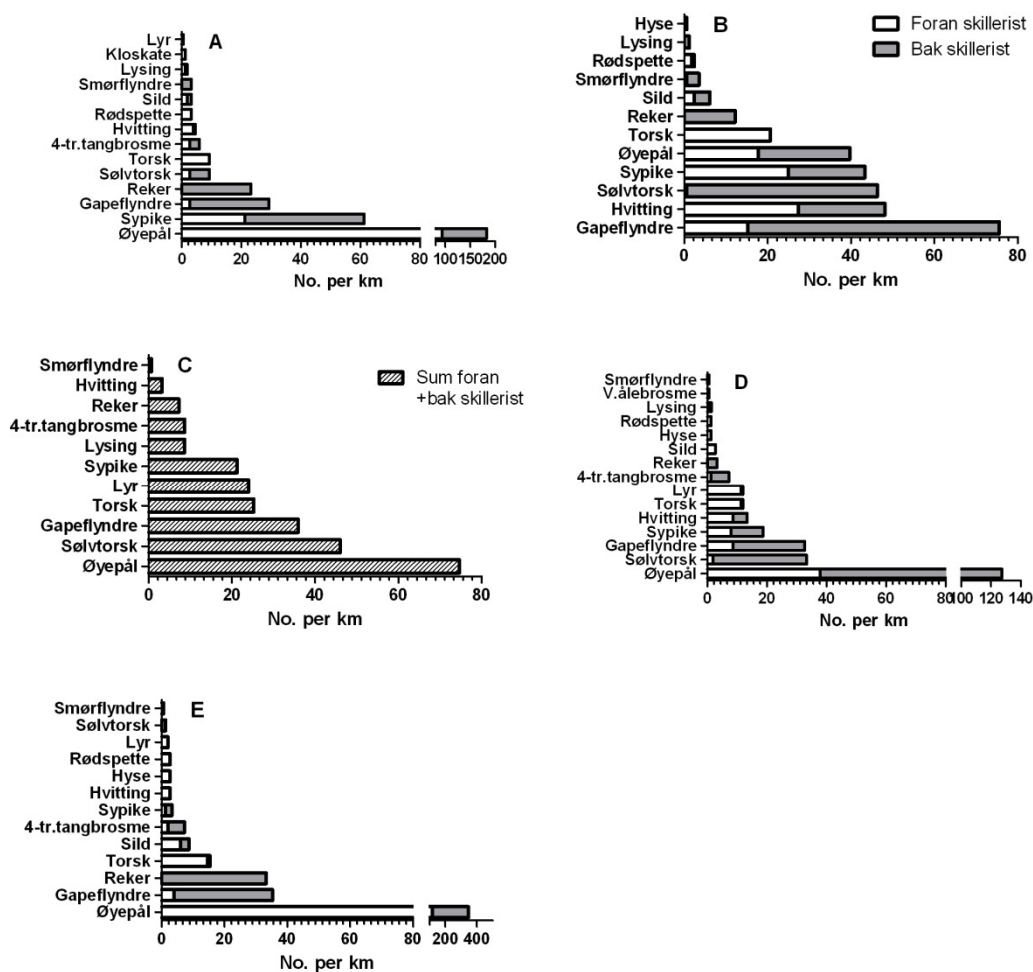 A
Lyr
Kloskate
Lysing
Smørflyndre
Sild
Rødspette
Hvitting
4-tr.tangbrosme
Torsk
Sølvtorsk
Reker
Gapeflyndre
Sypike
Øyepål
0 20 40 60 80 100 150 200
No. per km
B
Foran skillerist
Bak skillerist
Hyse
Lysing
Rødspette
Smørflyndre
Sild
Reker
Torsk
Øyepål
Sypike
Sølvtorsk
Hvitting
Gapeflyndre
0 20 40 60 80
No. per km
C
Sum foran
+bak skillerist
Smørflyndre
Hvitting
Reker
4-tr.tangbrosme
Lysing
Sypike
Lyr
Torsk
Gapeflyndre
Sølvtorsk
Øyepål
0 20 40 60 80
No. per km
D
Smørflyndre
V.ålebrosme
Lysing
Rødspette
Hyse
Sild
Reker
4-tr.tangbrosme
Lyr
Torsk
Hvitting
Sypike
Gapeflyndre
Sølvtorsk
Øyepål
0 20 40 60 80 100 120 140
No. per km
E
Smørflyndre
Sølvtorsk
Lyr
Rødspette
Hyse
Hvitting
Sypike
4-tr.tangbrosme
Sild
Torsk
Reker
Gapeflyndre
Øyepål
0 20 40 60 80 200 400
No. per km